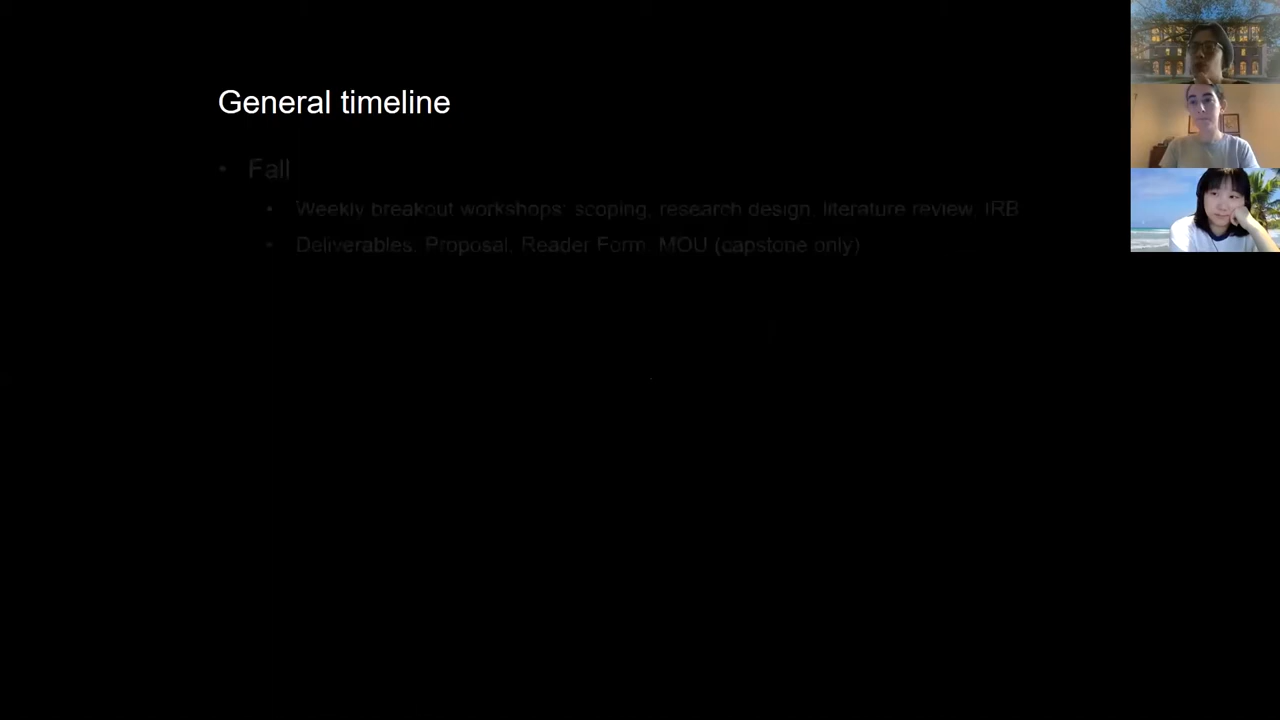 General timeline
• Fall
• Weekly breakout workshops: scoping, research design, literature review, IRB
• Deliverables: Proposal, Reader Form, MOU (capstone only)